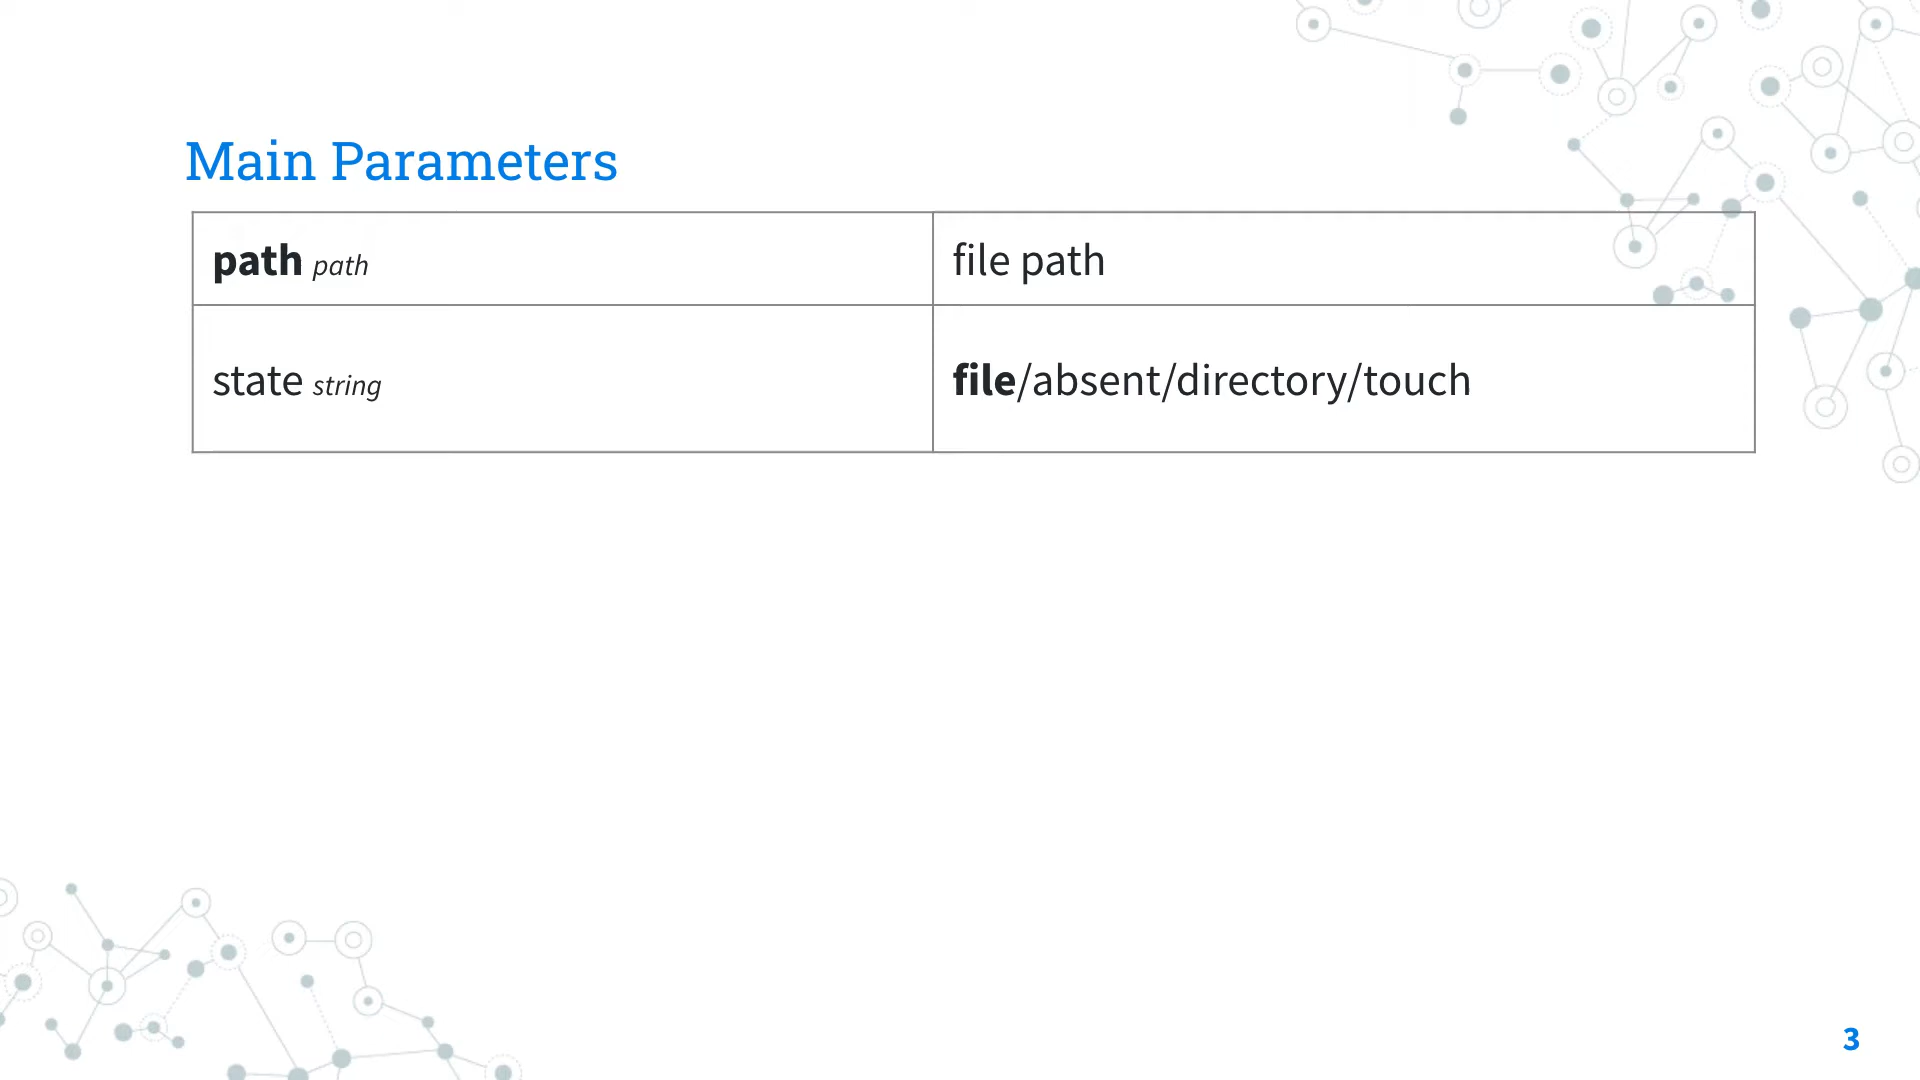 Main Parameters
path path
file path
state string
file/absent/directory/touch
3